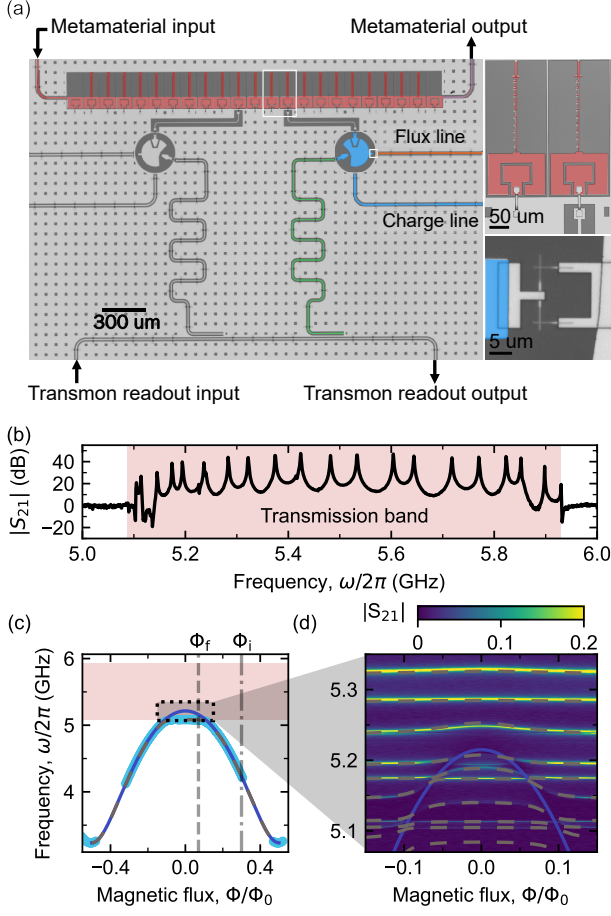 (a)
Metamaterial input
Metamaterial output
Flux line
Charge line
300 um
50 um
5 um
Transmon readout input
Transmon readout output
(b)
|S21| (dB)
40
20
0
−20
Transmission band
5.0 5.2 5.4 5.6 5.8 6.0
Frequency, ω/2π (GHz)
(c)
Φf Φi
Frequency, ω/2π (GHz)
6
5
4
−0.4 0.0 0.4
Magnetic flux, Φ/Φ0
(d)
|S21|
0 0.1 0.2
5.3
5.2
5.1
−0.1 0.0 0.1
Magnetic flux, Φ/Φ0